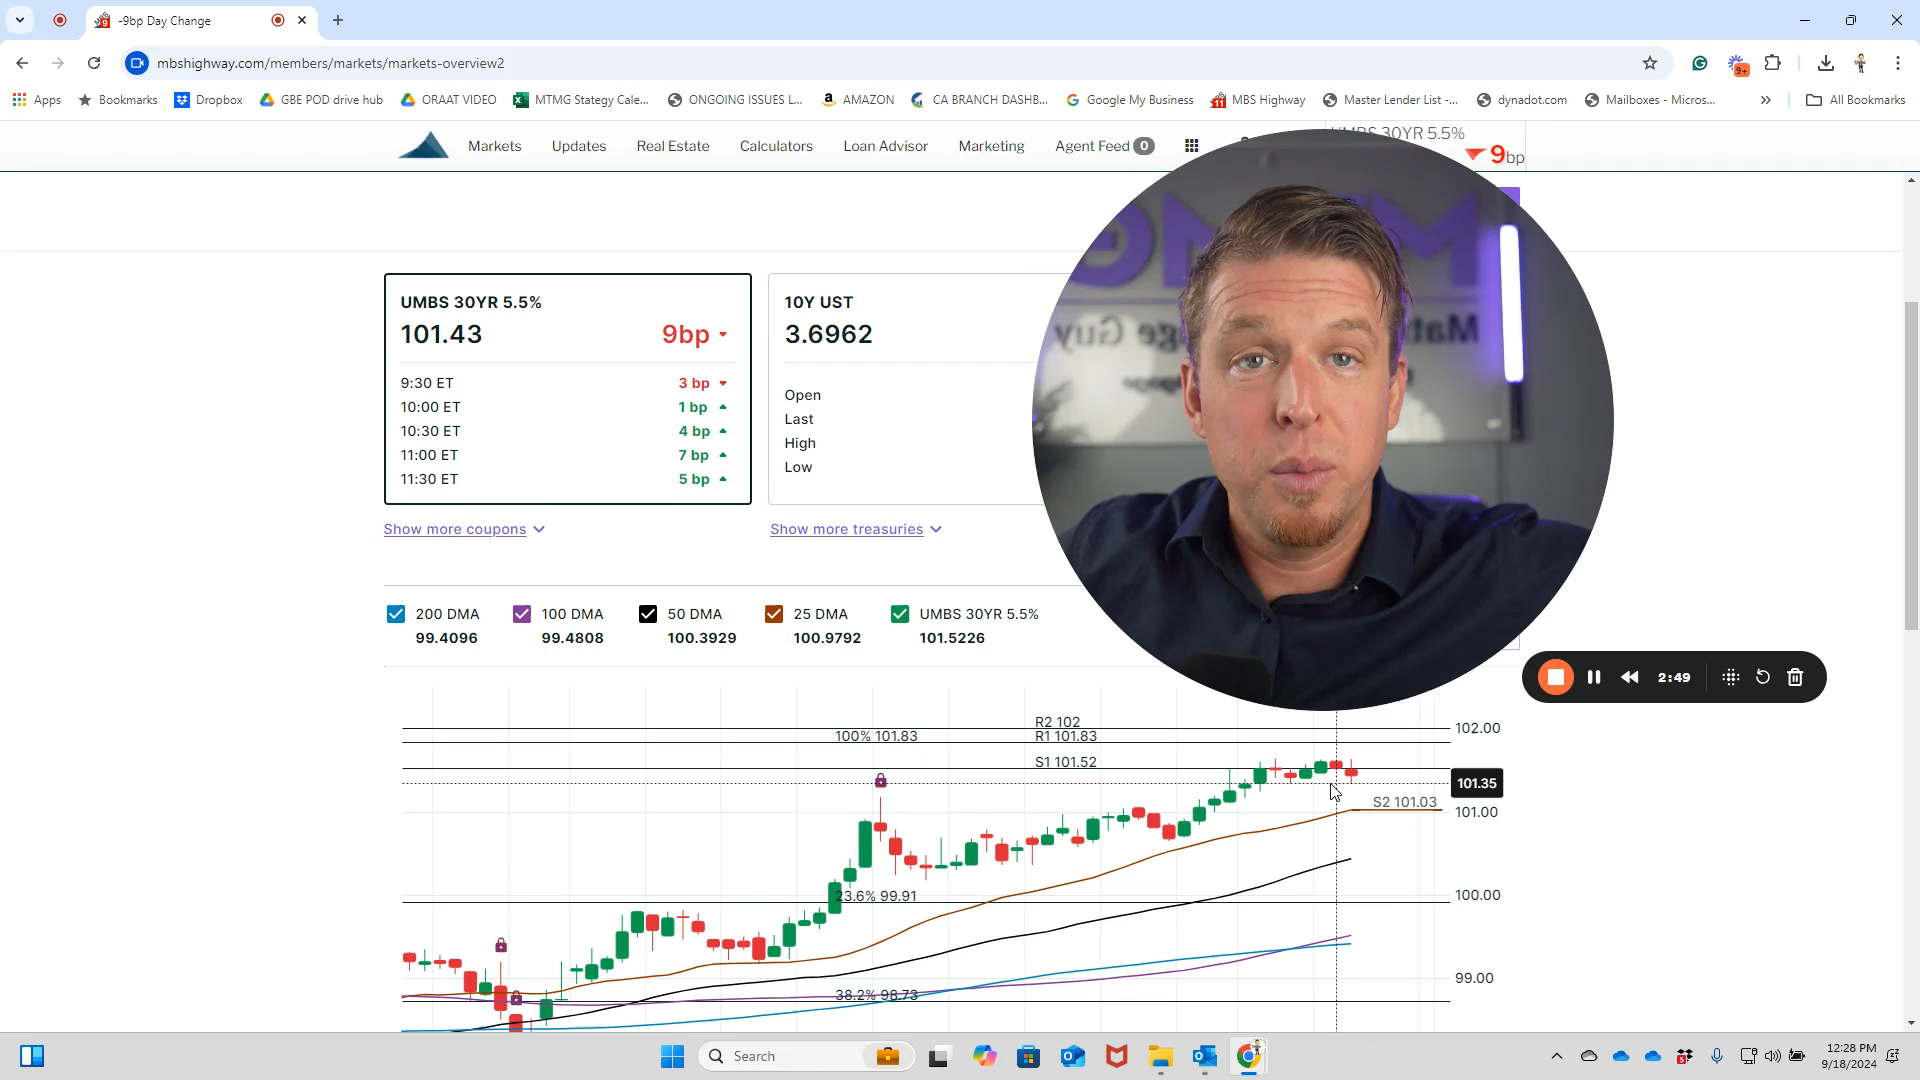 -9bp Day Change
mbshighway.com/members/markets/markets-overview2
9+
Apps
Bookmarks
Dropbox
GBE POD drive hub
ORAAT VIDEO
MTMG Stategy Cale...
ONGOING ISSUES L...
AMAZON
CA BRANCH DASHB...
Google My Business
MBS Highway
Master Lender List -...
dynadot.com
Mailboxes - Micros...
All Bookmarks
Markets
Updates
Real Estate
Calculators
Loan Advisor
Marketing
Agent Feed 0
UMBS 30YR 5.5%
9bp
UMBS 30YR 5.5%
101.43
9bp
9:30 ET 3 bp
10:00 ET 1 bp
10:30 ET 4 bp
11:00 ET 7 bp
11:30 ET 5 bp
10Y UST
3.6962
Open
Last
High
Low
Show more coupons
Show more treasuries
200 DMA
99.4096
100 DMA
99.4808
50 DMA
100.3929
25 DMA
100.9792
UMBS 30YR 5.5%
101.5226
2:49
R2 102
102.00
100% 101.83
R1 101.83
S1 101.52
101.35
S2 101.03
101.00
23.6% 99.91
100.00
99.00
38.2% 98.73
Search
12:28 PM
9/18/2024